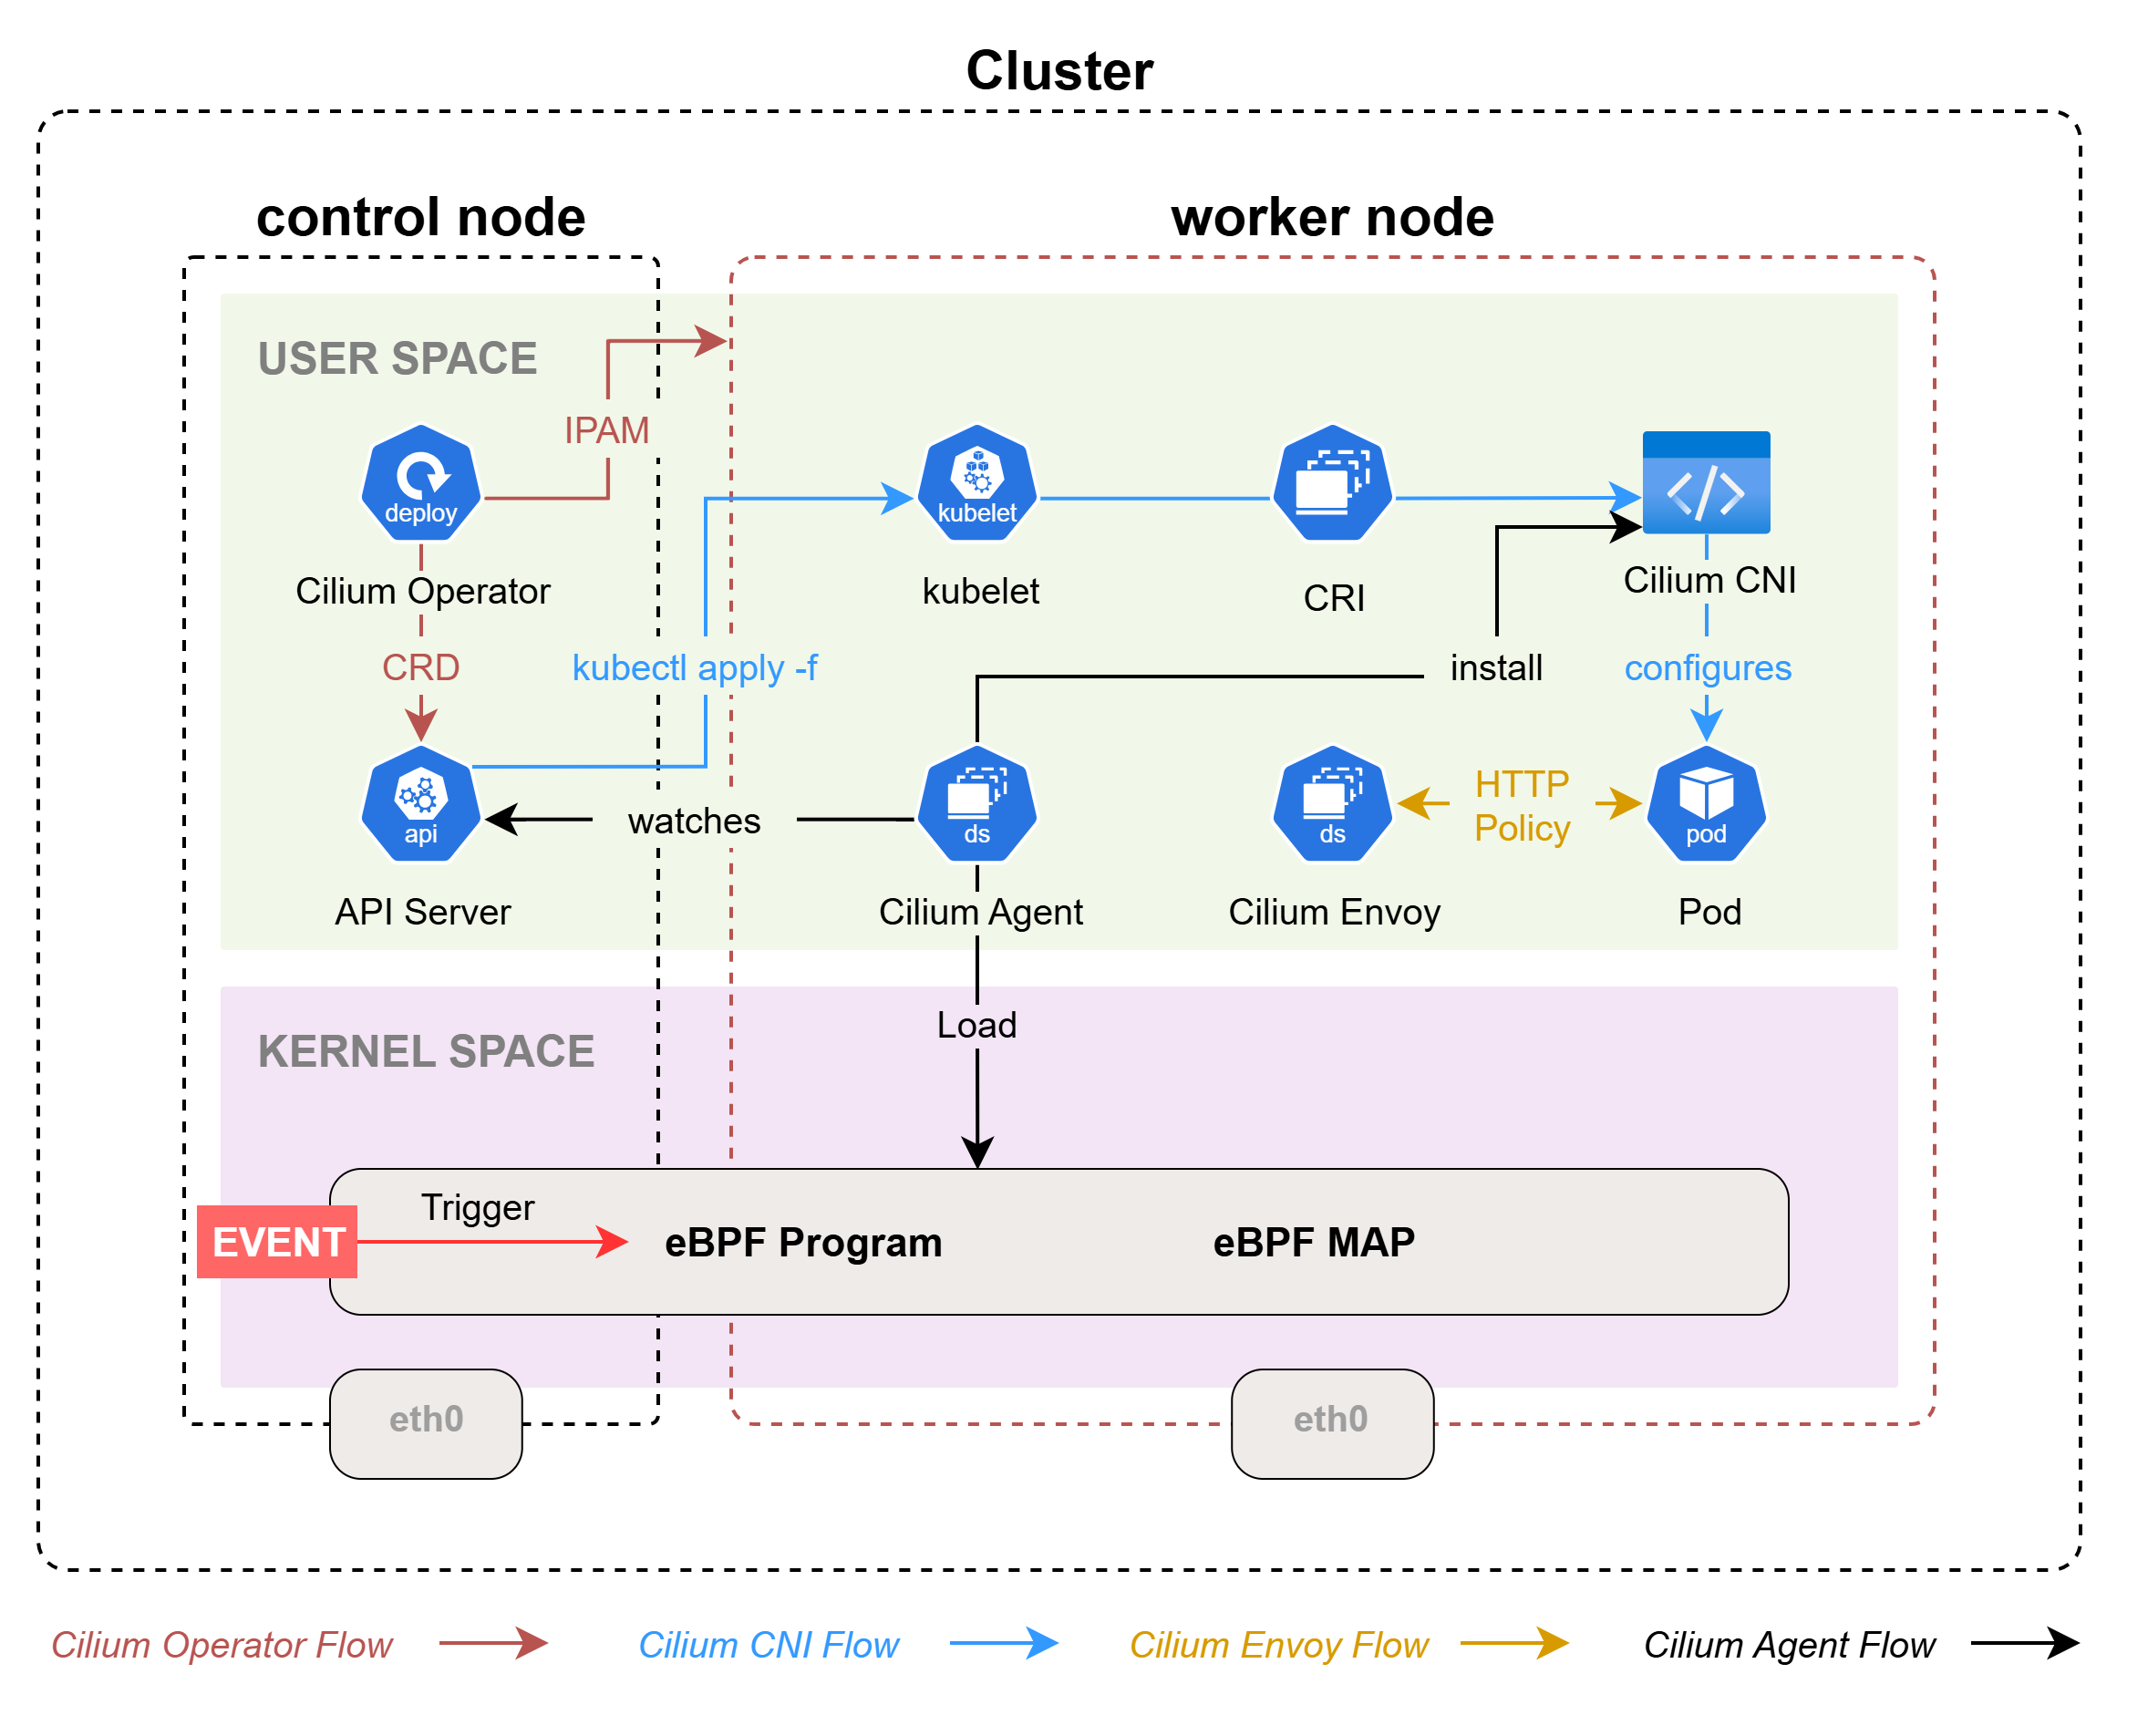 Cluster
control node
worker node
USER SPACE
IPAM
deploy
kubelet
Cilium Operator
kubelet
CRI
Cilium CNI
CRD
kubectl apply -f
install
configures
HTTP
Policy
api
watches
ds
ds
pod
API Server
Cilium Agent
Cilium Envoy
Pod
Load
KERNEL SPACE
Trigger
EVENT
eBPF Program
eBPF MAP
eth0
eth0
Cilium Operator Flow
Cilium CNI Flow
Cilium Envoy Flow
Cilium Agent Flow